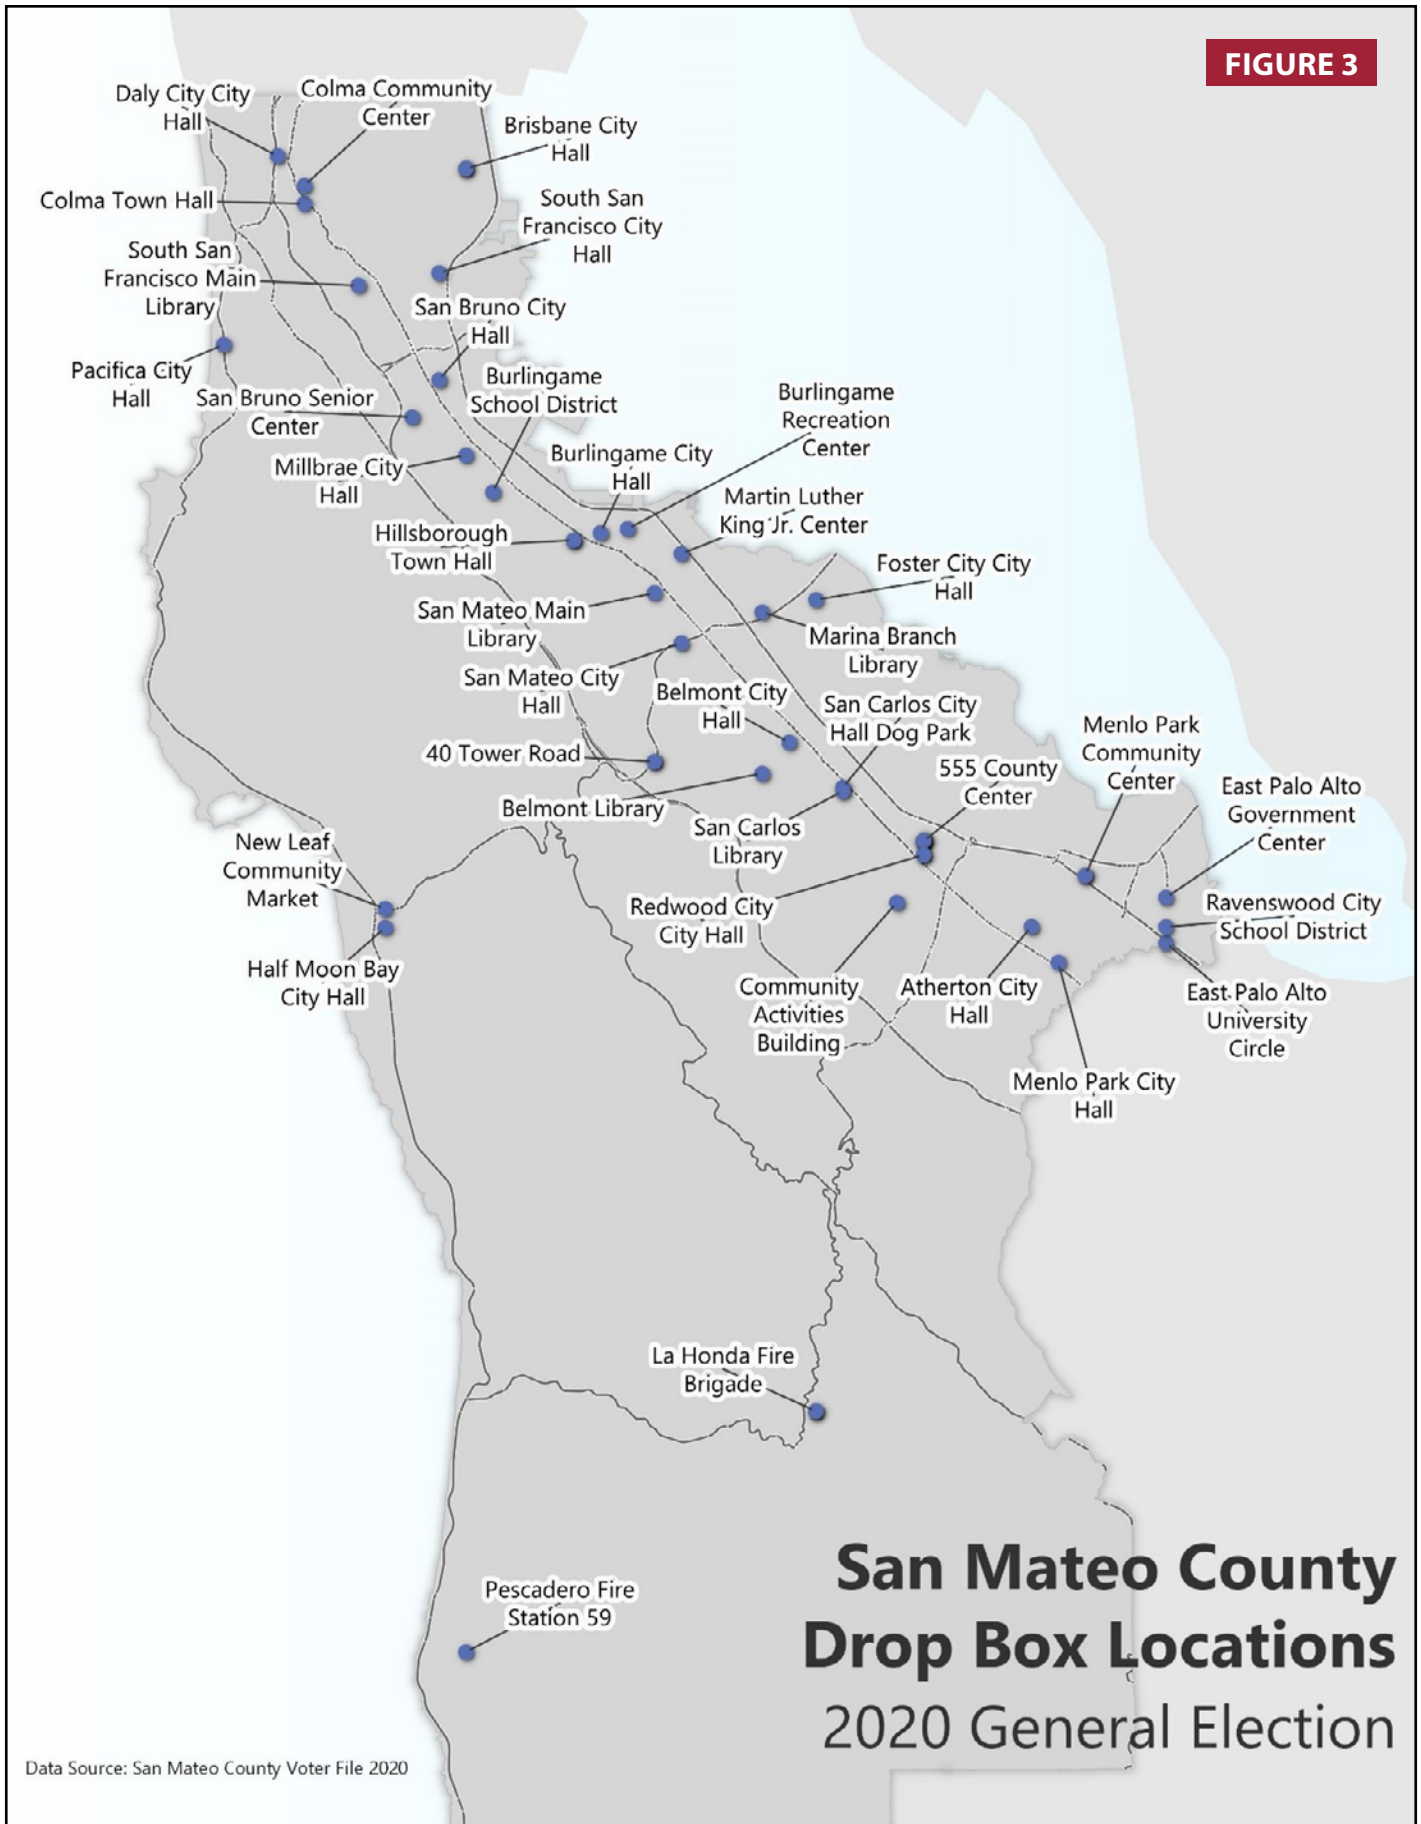 FIGURE 3
Daly City City
Hall
Colma Community
Center
Brisbane City
Hall
Colma Town Hall
South San
Francisco City
Hall
South San
Francisco Main
Library
San Bruno City
Hall
Pacifica City
Hall
San Bruno Senior
Center
Burlingame
School District
Burlingame
Recreation
Center
Millbrae City
Hall
Burlingame City
Hall
Martin Luther
King Jr. Center
Hillsborough
Town Hall
Foster City City
Hall
San Mateo Main
Library
Marina Branch
Library
San Mateo City
Hall
Belmont City
Hall
San Carlos City
Hall Dog Park
40 Tower Road
555 County
Center
Menlo Park
Community
Center
Belmont Library
San Carlos
Library
East Palo Alto
Government
Center
New Leaf
Community
Market
Redwood City
City Hall
Ravenswood City
School District
Half Moon Bay
City Hall
Community
Activities
Building
Atherton City
Hall
East Palo Alto
University
Circle
Menlo Park City
Hall
La Honda Fire
Brigade
Pescadero Fire
Station 59
San Mateo County
Drop Box Locations
2020 General Election
Data Source: San Mateo County Voter File 2020